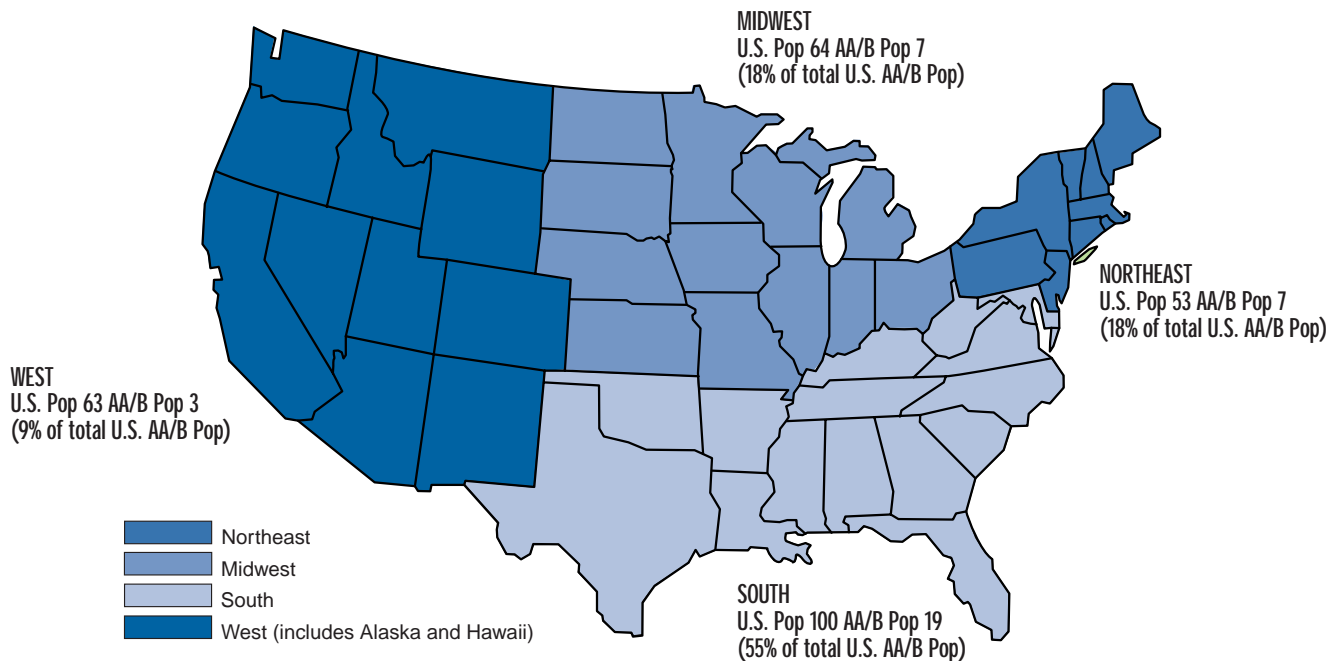 MIDWEST
U.S. Pop 64 AA/B Pop 7
(18% of total U.S. AA/B Pop)
NORTHEAST
U.S. Pop 53 AA/B Pop 7
(18% of total U.S. AA/B Pop)
WEST
U.S. Pop 63 AA/B Pop 3
(9% of total U.S. AA/B Pop)
Northeast
Midwest
South
West (includes Alaska and Hawaii)
SOUTH
U.S. Pop 100 AA/B Pop 19
(55% of total U.S. AA/B Pop)